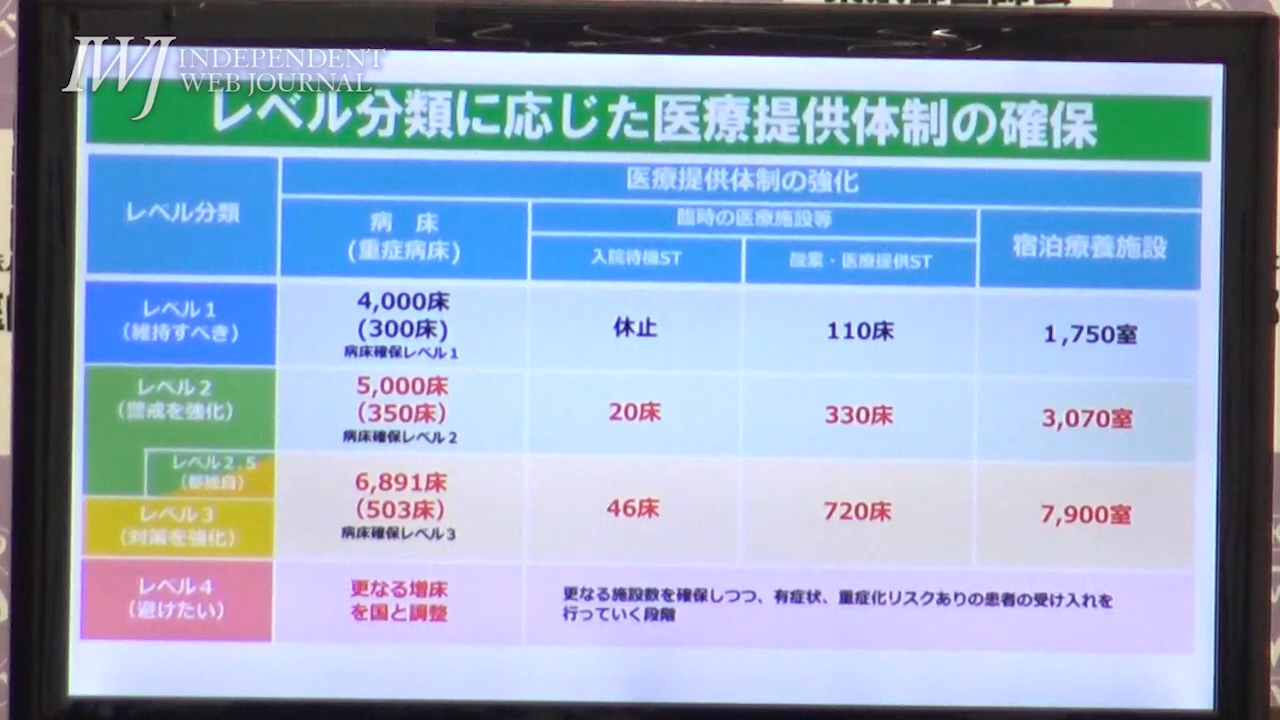 IWJ INDEPENDENT
WEB JOURNAL
レベル分類に応じた医療提供体制の確保
レベル分類
医療提供体制の強化
病 床
(重症病床)
臨時の医療施設等
入院待機ST
酸素・医療提供ST
宿泊療養施設
レベル1
(維持すべき)
4,000床
(300床)
病床確保レベル1
休止
110床
1,750室
レベル2
(警戒を強化)
5,000床
(350床)
病床確保レベル2
20床
330床
3,070室
レベル2.5
(都独自)
レベル3
(対策を強化)
6,891床
(503床)
病床確保レベル3
46床
720床
7,900室
レベル4
(避けたい)
更なる増床
を国と調整
更なる施設数を確保しつつ、有症状、重症化リスクありの患者の受け入れを
行っていく段階